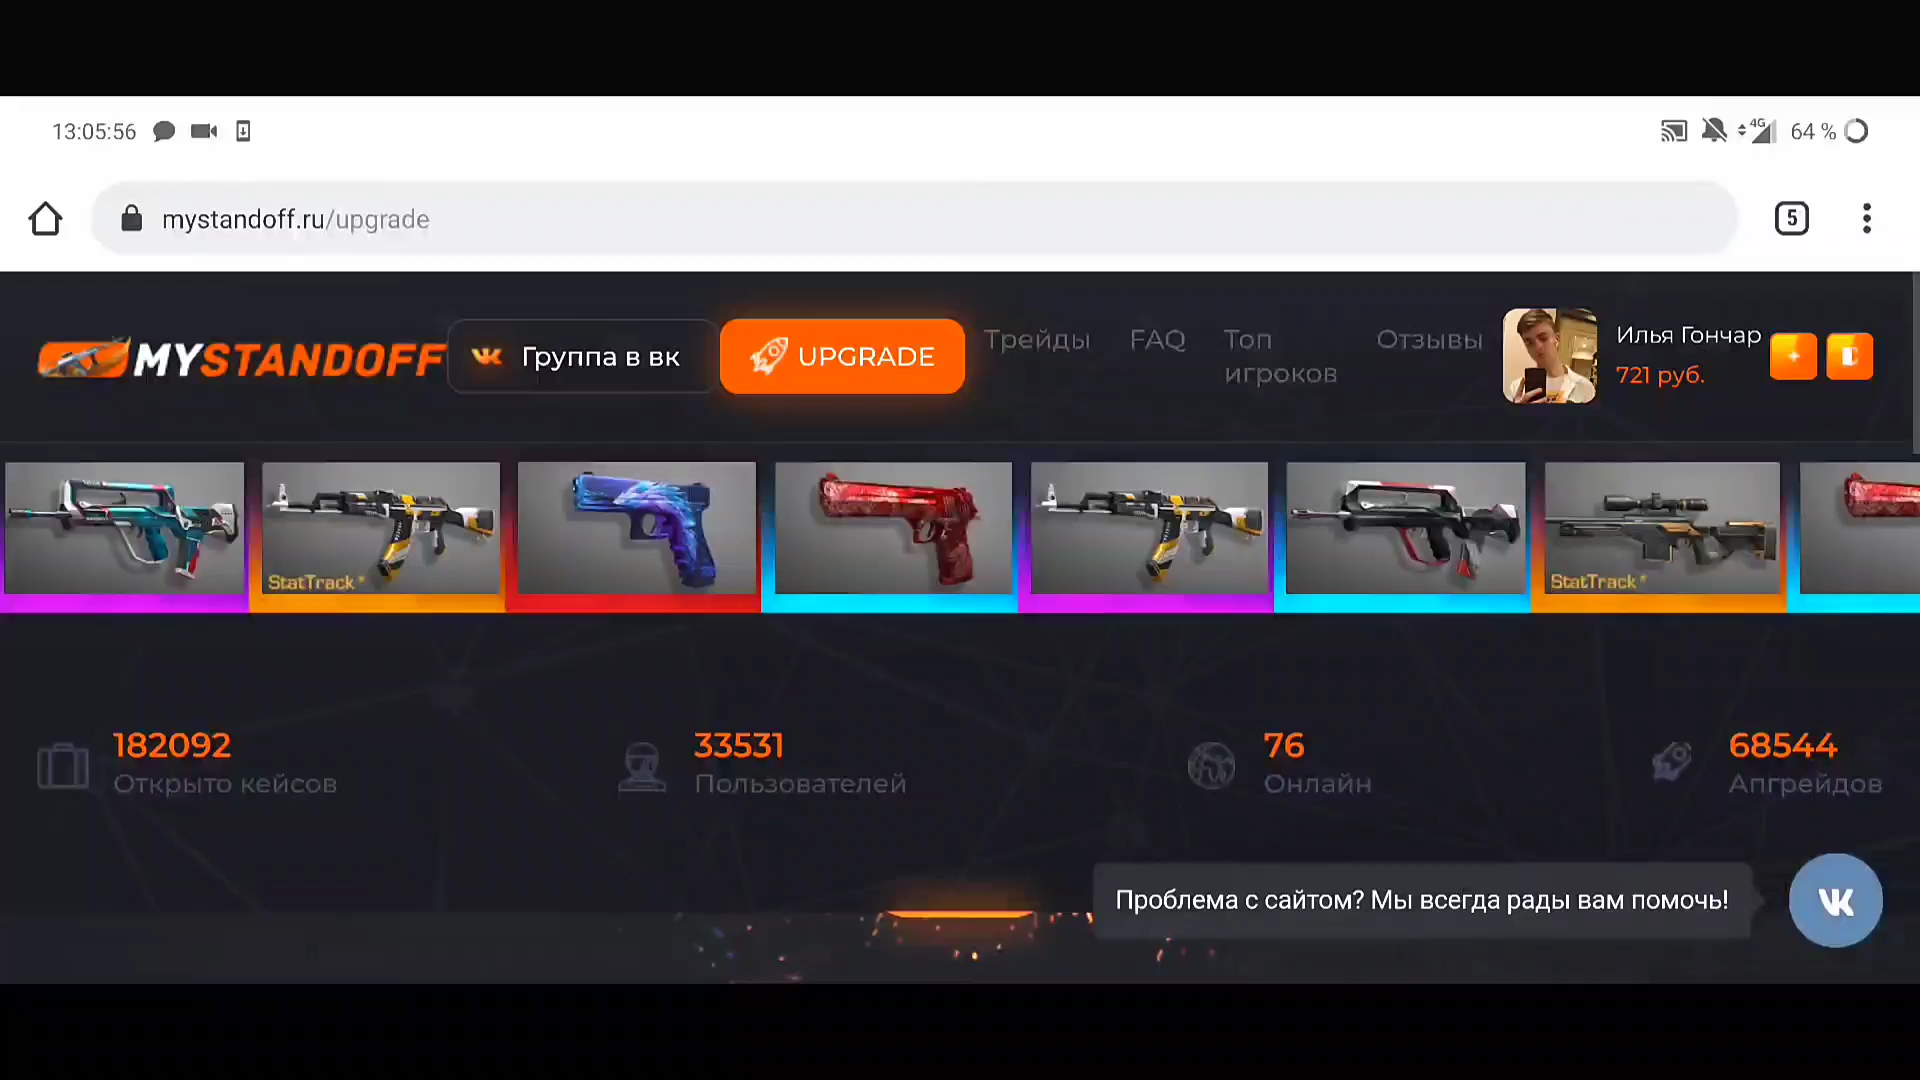 13:05:56
4G
64 %
mystandoff.ru/upgrade
5
MYSTANDOFF
Группа в вк
UPGRADE
Трейды
FAQ
Топ
игроков
Отзывы
Илья Гончар
721 руб.
StatTrack*
StatTrack*
182092
Открыто кейсов
33531
Пользователей
76
Онлайн
68544
Апгрейдов
Проблема с сайтом? Мы всегда рады вам помочь!